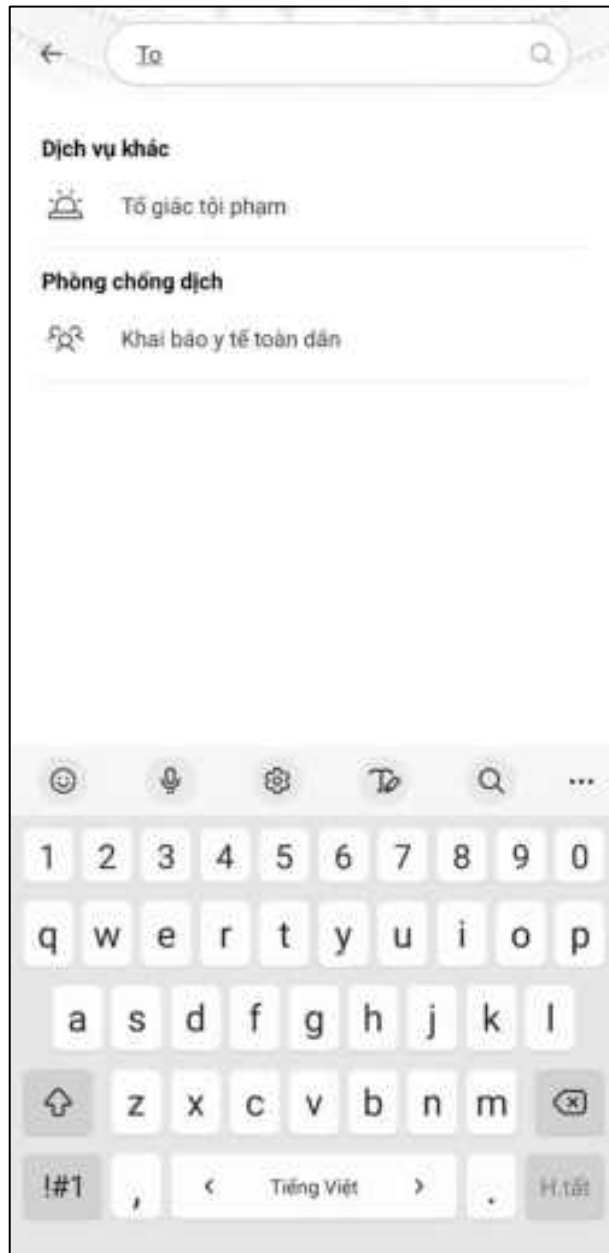 To
Dịch vụ khác
Tố giác tội phạm
Phòng chống dịch
Khai báo y tế toàn dân
1 2 3 4 5 6 7 8 9 0
q w e r t y u i o p
a s d f g h j k l
z x c v b n m
!#1 , < Tiếng Việt > . H.tất